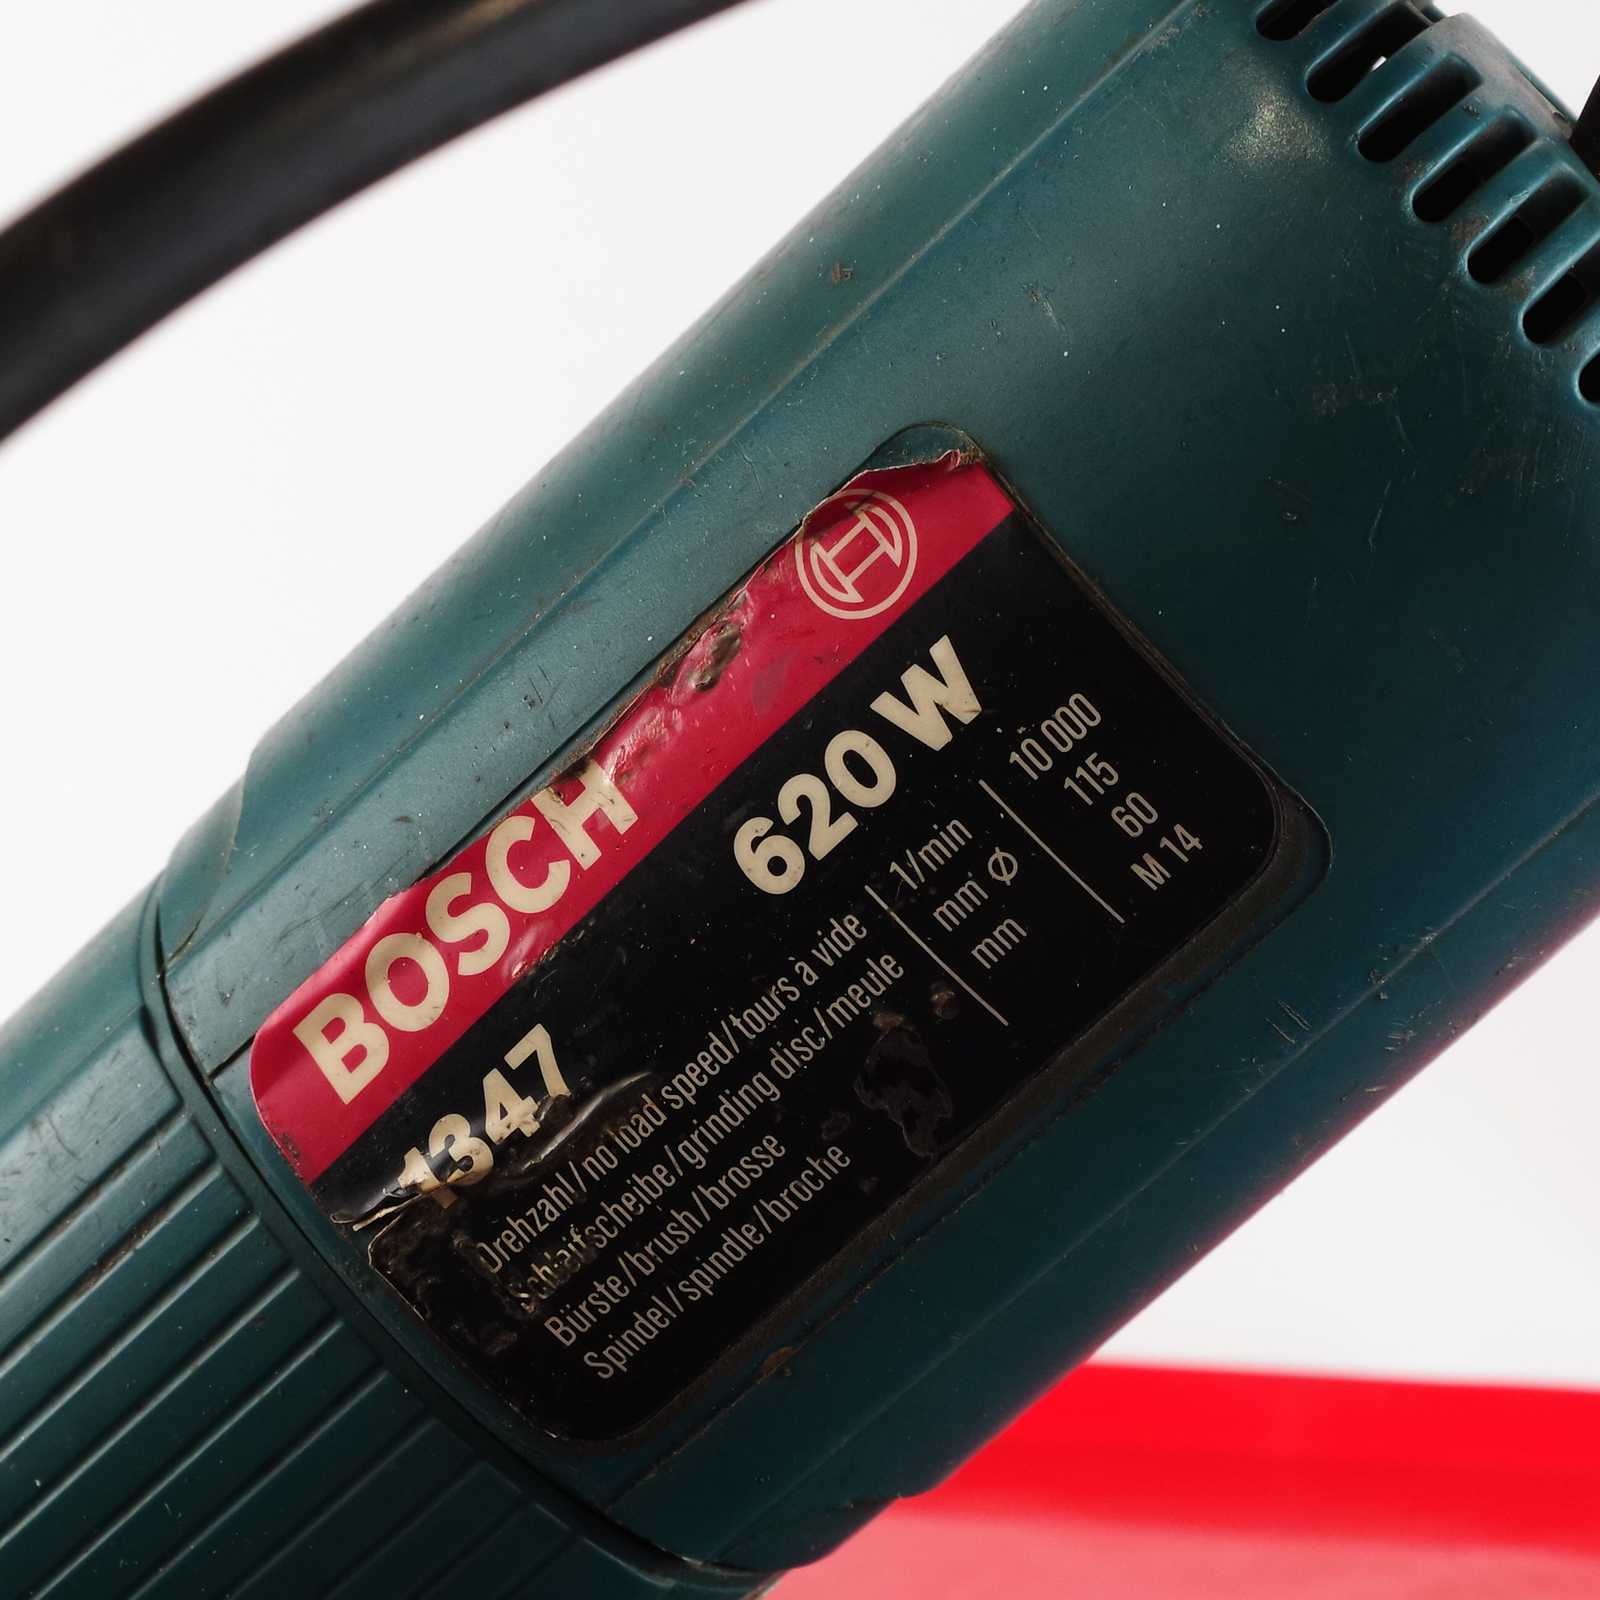 BOSCH
1347 620 W
Drehzahl/no load speed/tours à vide 1/min 10 000
Schleifscheibe/grinding disc/meule mm Ø 115
Bürste/brush/brosse mm 60
Spindel/spindle/broche M 14